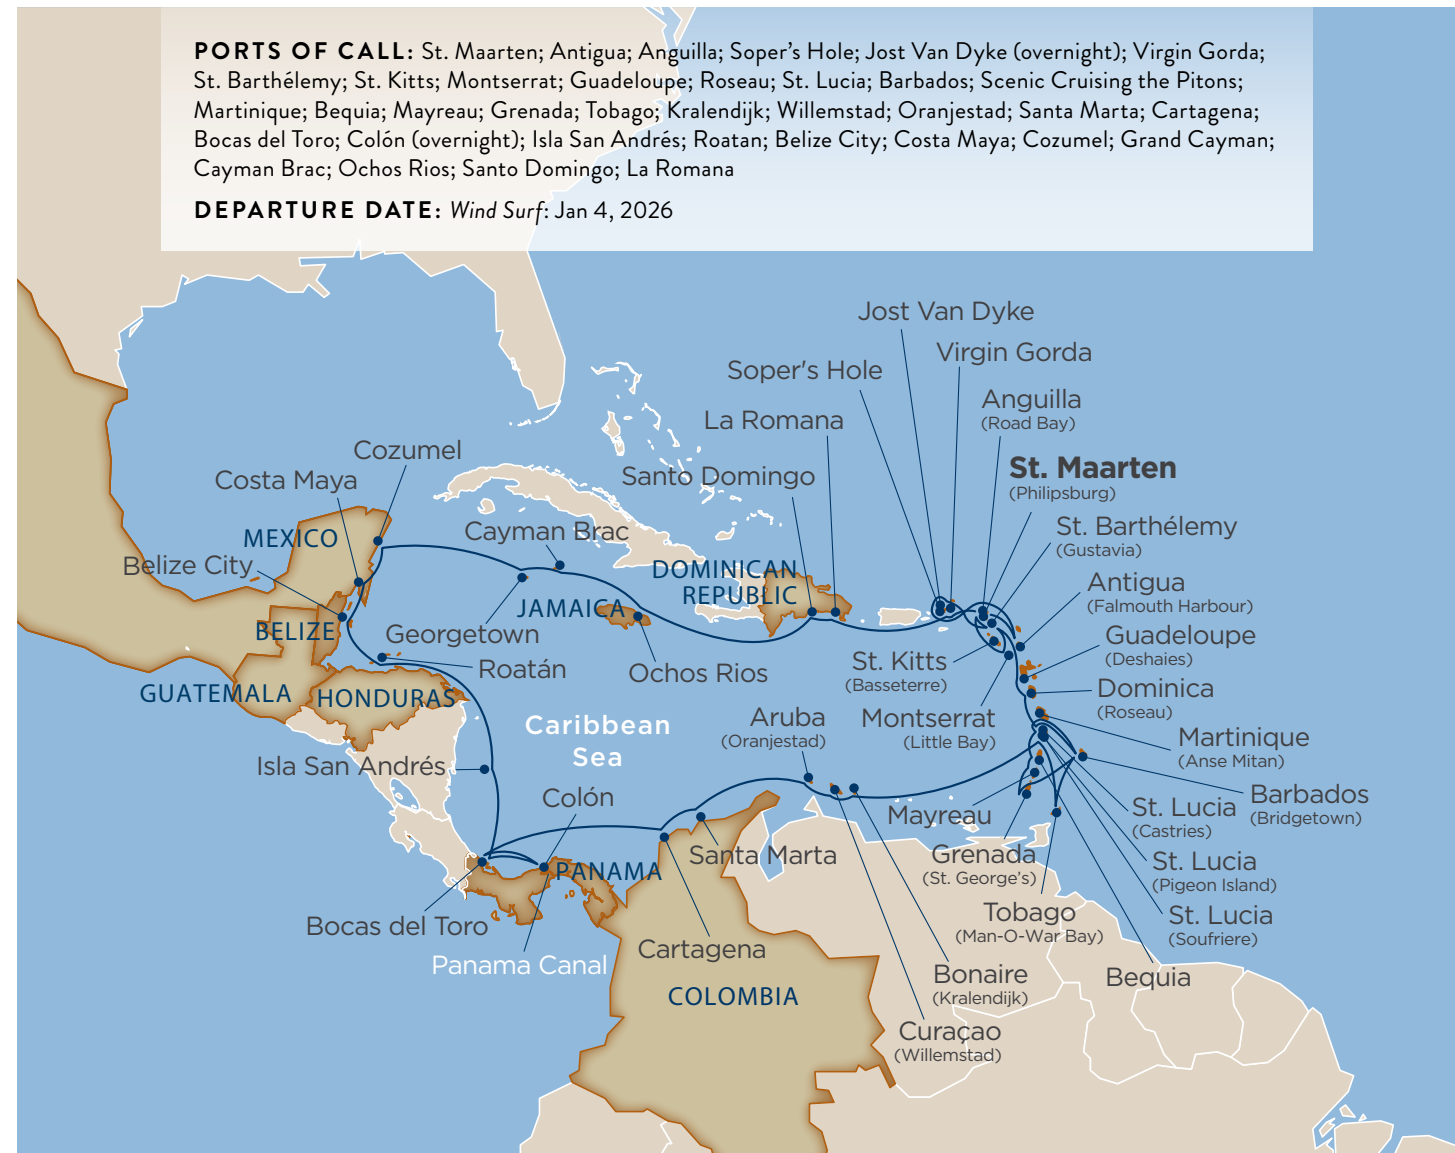 PORTS OF CALL: St. Maarten; Antigua; Anguilla; Soper's Hole; Jost Van Dyke (overnight); Virgin Gorda;
St. Barthélemy; St. Kitts; Montserrat; Guadeloupe; Roseau; St. Lucia; Barbados; Scenic Cruising the Pitons;
Martinique; Bequia; Mayreau; Grenada; Tobago; Kralendijk; Willemstad; Oranjestad; Santa Marta; Cartagena;
Bocas del Toro; Colón (overnight); Isla San Andrés; Roatan; Belize City; Costa Maya; Cozumel; Grand Cayman;
Cayman Brac; Ochos Rios; Santo Domingo; La Romana
DEPARTURE DATE: Wind Surf: Jan 4, 2026
Jost Van Dyke
Virgin Gorda
Soper's Hole
Anguilla
(Road Bay)
La Romana
St. Maarten
(Philipsburg)
Santo Domingo
Cozumel
Costa Maya
St. Barthélemy
(Gustavia)
MEXICO
Cayman Brac
Belize City
DOMINICAN
REPUBLIC
Antigua
(Falmouth Harbour)
JAMAICA
BELIZE
Georgetown
Guadeloupe
(Deshaies)
Roatán
Ochos Rios
St. Kitts
(Basseterre)
GUATEMALA
HONDURAS
Dominica
(Roseau)
Caribbean
Sea
Aruba
(Oranjestad)
Montserrat
(Little Bay)
Martinique
(Anse Mitan)
Isla San Andrés
Colón
Barbados
(Bridgetown)
Mayreau
St. Lucia
(Castries)
Santa Marta
Grenada
(St. George's)
St. Lucia
(Pigeon Island)
PANAMA
Bocas del Toro
Tobago
(Man-O-War Bay)
St. Lucia
(Soufriere)
Cartagena
Panama Canal
Bonaire
(Kralendijk)
Bequia
COLOMBIA
Curaçao
(Willemstad)